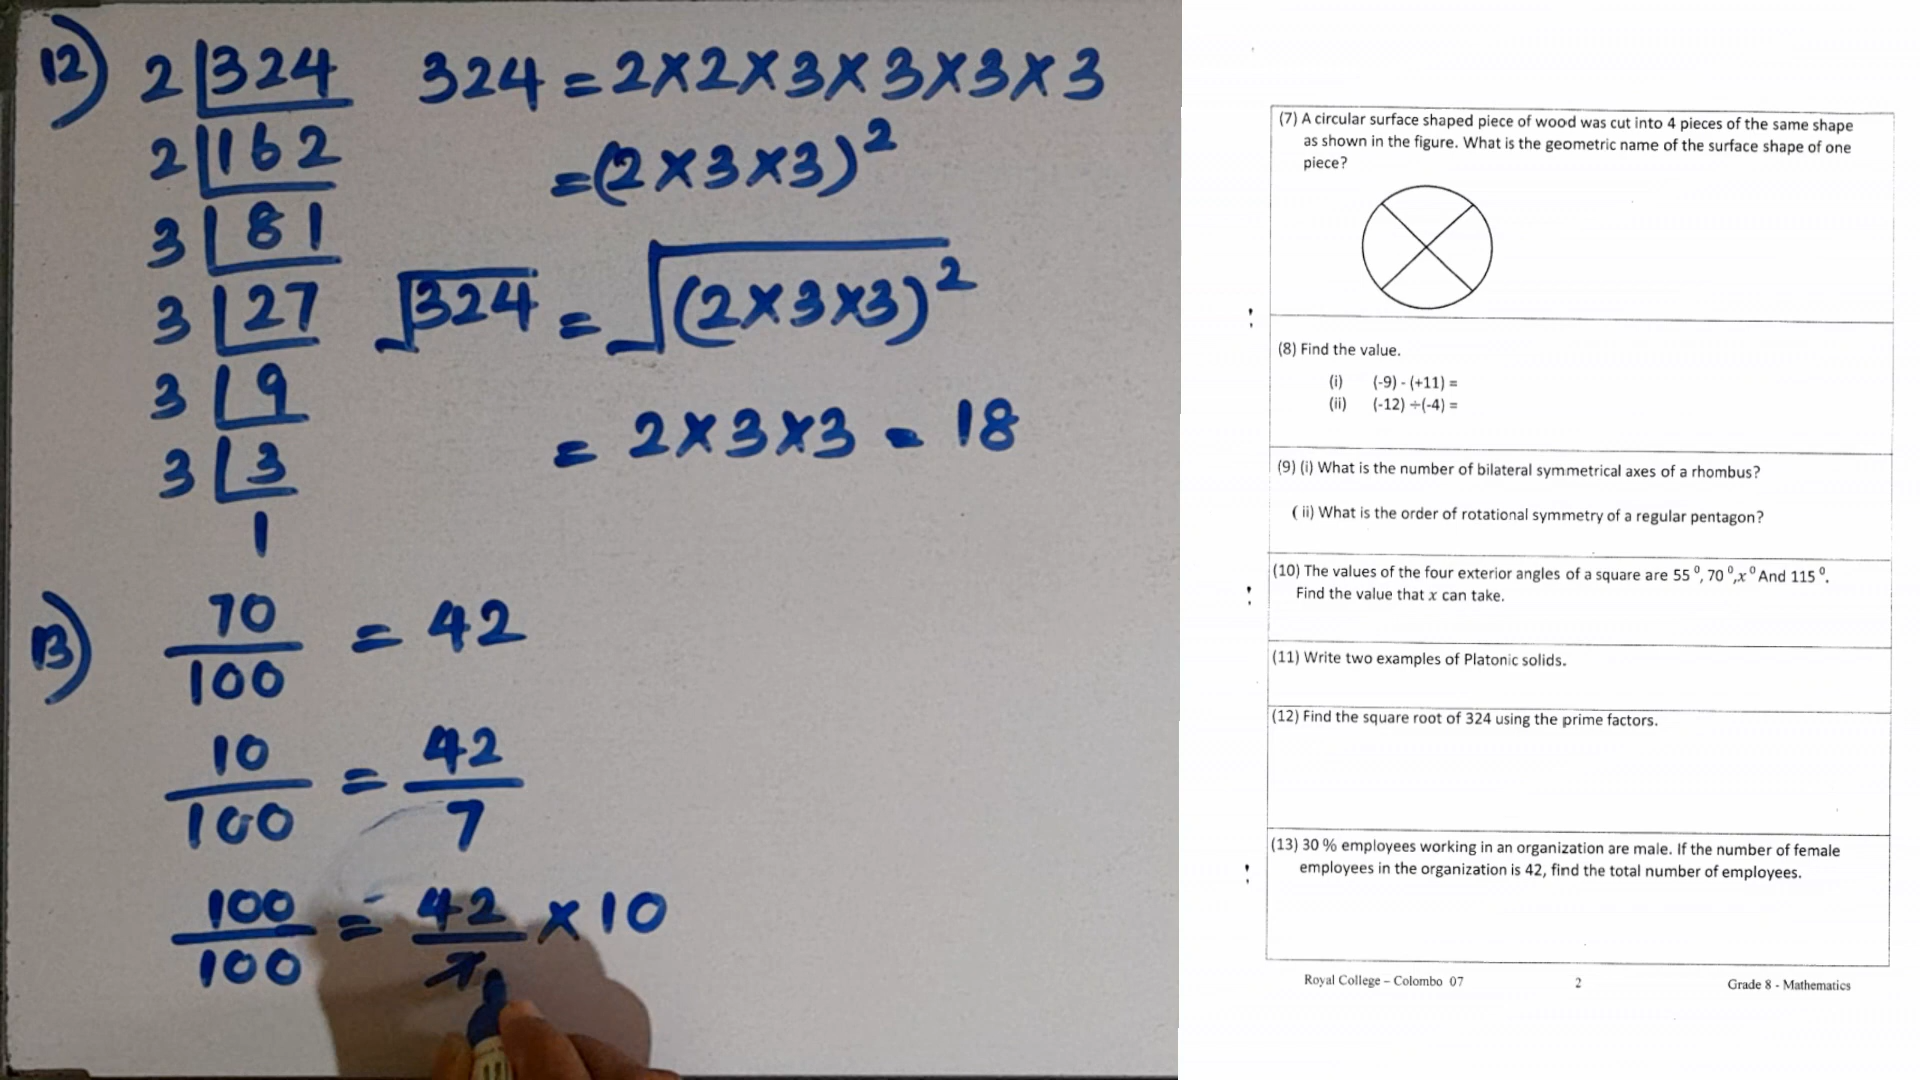 12) 2 | 324   324 = 2 × 2 × 3 × 3 × 3 × 3
2 | 162   = (2 × 3 × 3)²
3 | 81
3 | 27   √324 = √(2 × 3 × 3)²
3 | 9
= 2 × 3 × 3 = 18
3 | 3
1
13) 70/100 = 42
10/100 = 42/7
100/100 = 42/7 × 10
(7) A circular surface shaped piece of wood was cut into 4 pieces of the same shape
as shown in the figure. What is the geometric name of the surface shape of one
piece?
(8) Find the value.
(i) (-9) - (+11) =
(ii) (-12) ÷(-4) =
(9) (i) What is the number of bilateral symmetrical axes of a rhombus?
( ii) What is the order of rotational symmetry of a regular pentagon?
(10) The values of the four exterior angles of a square are 55 ⁰, 70 ⁰,x ⁰ And 115 ⁰.
Find the value that x can take.
(11) Write two examples of Platonic solids.
(12) Find the square root of 324 using the prime factors.
(13) 30 % employees working in an organization are male. If the number of female
employees in the organization is 42, find the total number of employees.
Royal College – Colombo 07   2   Grade 8 - Mathematics